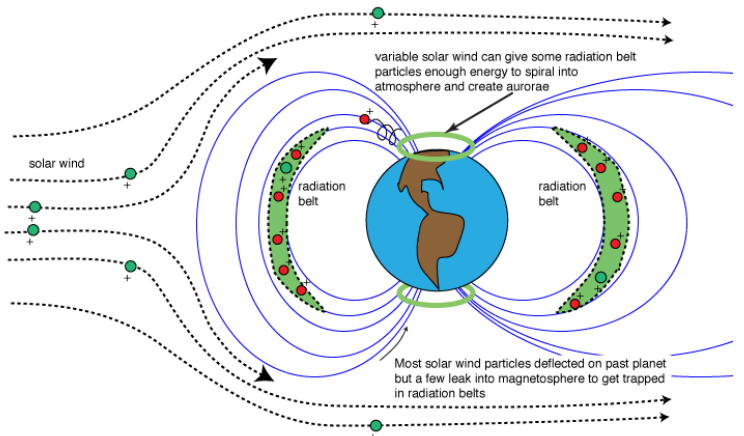 variable solar wind can give some radiation belt
particles enough energy to spiral into
atmosphere and create aurorae
solar wind
radiation
belt
radiation
belt
Most solar wind particles deflected on past planet
but a few leak into magnetosphere to get trapped
in radiation belts